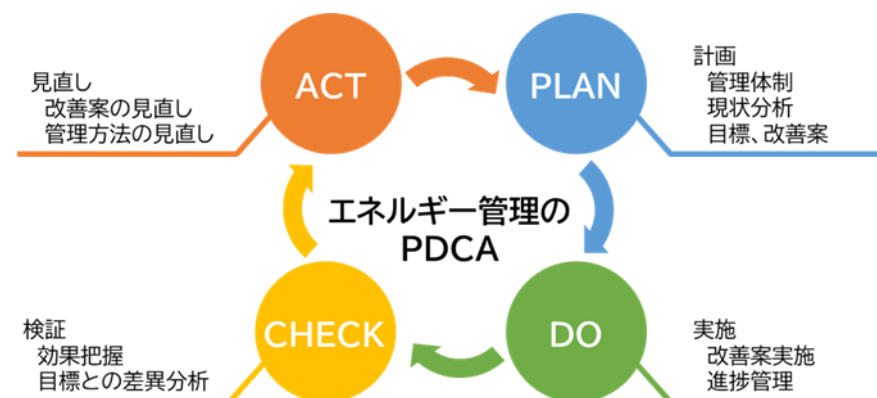 ACT
見直し
改善案の見直し
管理方法の見直し
PLAN
計画
管理体制
現状分析
目標、改善案
エネルギー管理の
PDCA
CHECK
検証
効果把握
目標との差異分析
DO
実施
改善案実施
進捗管理